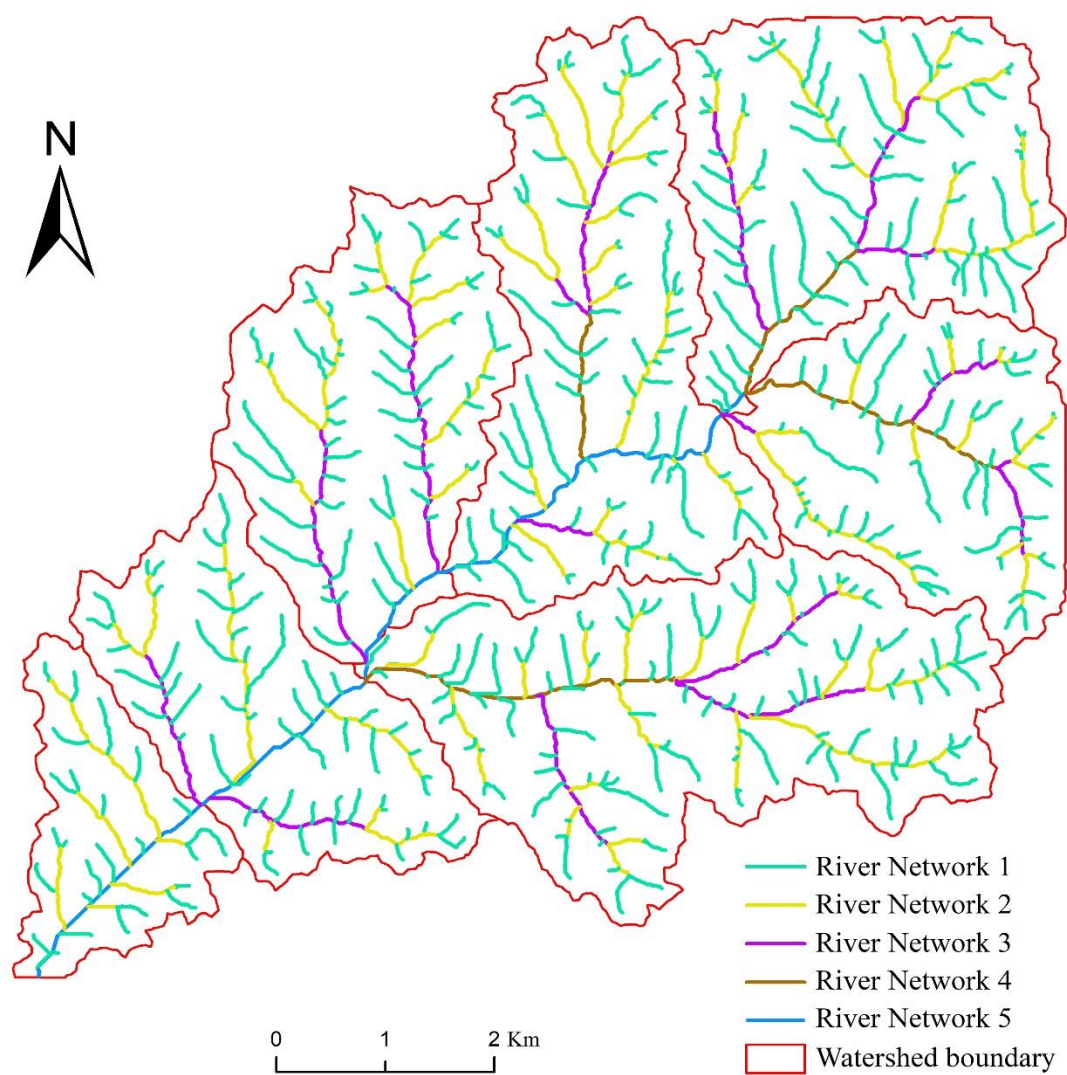 N
River Network 1
River Network 2
River Network 3
River Network 4
River Network 5
Watershed boundary
0 1 2 Km